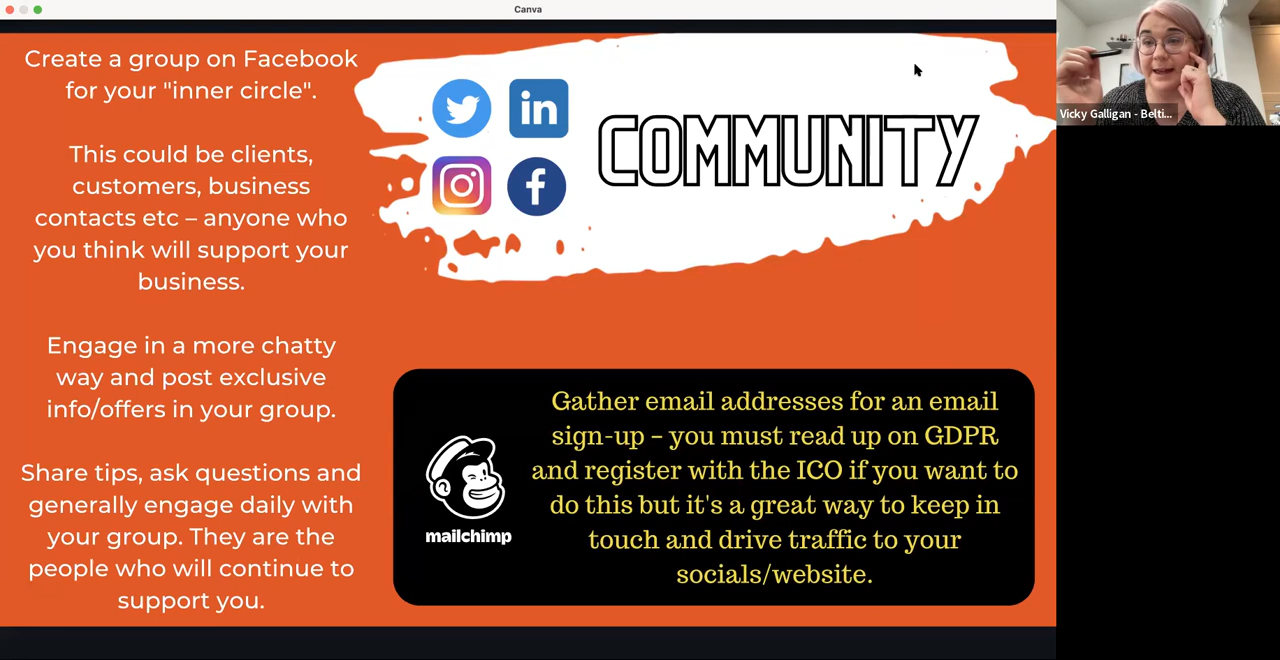 Canva
Create a group on Facebook
for your "inner circle".
This could be clients,
customers, business
contacts etc – anyone who
you think will support your
business.
Engage in a more chatty
way and post exclusive
info/offers in your group.
Share tips, ask questions and
generally engage daily with
your group. They are the
people who will continue to
support you.
in
f
COMMUNITY
mailchimp
Gather email addresses for an email
sign-up – you must read up on GDPR
and register with the ICO if you want to
do this but it's a great way to keep in
touch and drive traffic to your
socials/website.
Vicky Galligan - Belti...